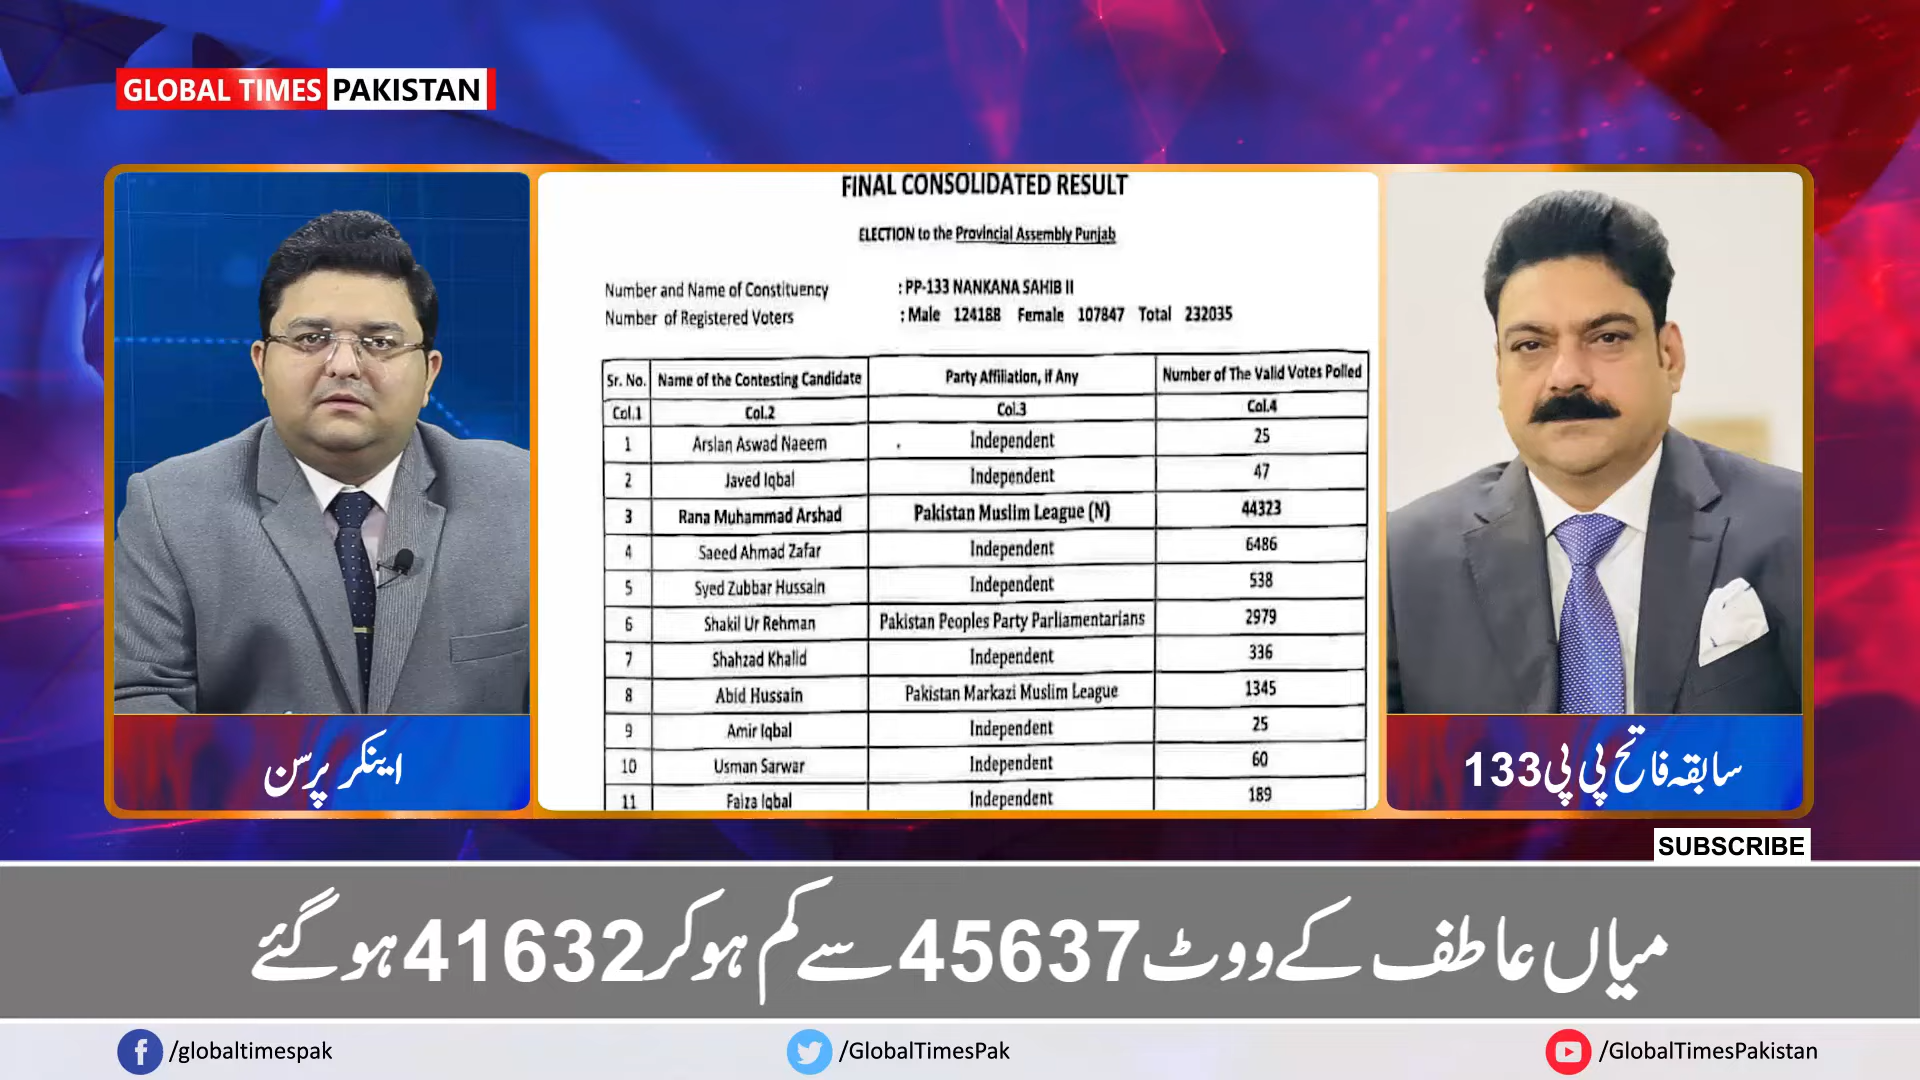 GLOBAL TIMES PAKISTAN
FINAL CONSOLIDATED RESULT
ELECTION to the Provincial Assembly Punjab
Number and Name of Constituency : PP-133 NANKANA SAHIB II
Number of Registered Voters : Male 124188 Female 107847 Total 232035
Sr. No. Name of the Contesting Candidate Party Affiliation, if Any Number of The Valid Votes Polled
Col.1 Col.2 Col.3 Col.4
1 Arslan Aswad Naeem Independent 25
2 Javed Iqbal Independent 47
3 Rana Muhammad Arshad Pakistan Muslim League (N) 44323
4 Saeed Ahmad Zafar Independent 6486
5 Syed Zubbar Hussain Independent 538
6 Shakil Ur Rehman Pakistan Peoples Party Parliamentarians 2979
7 Shahzad Khalid Independent 336
8 Abid Hussain Pakistan Markazi Muslim League 1345
9 Amir Iqbal Independent 25
10 Usman Sarwar Independent 60
11 Faiza Iqbal Independent 189
اینکر پرسن
سابقہ فاتح پی پی 133
SUBSCRIBE
میاں عاطف کے ووٹ 45637 سے کم ہو کر 41632 ہو گئے
/globaltimespak
/GlobalTimesPak
/GlobalTimesPakistan